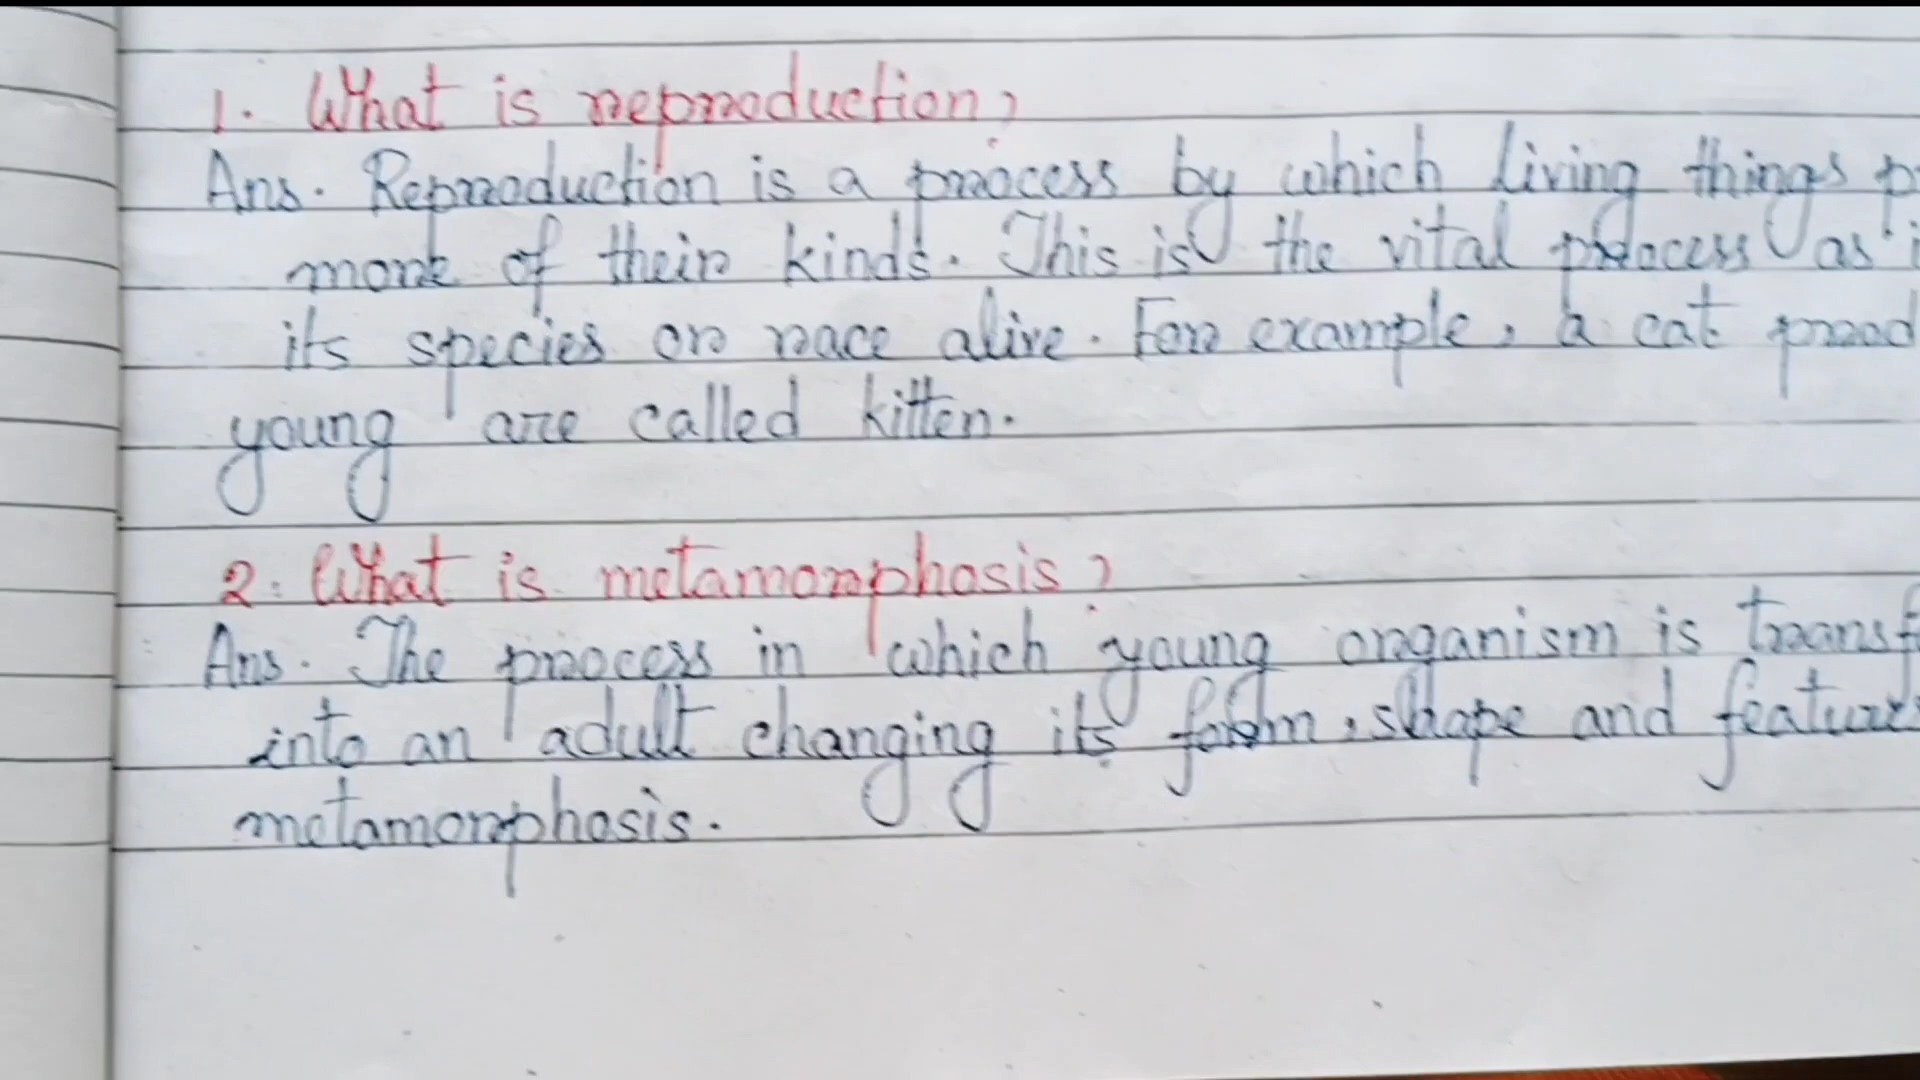 1. What is reproduction?
Ans. Reproduction is a process by which living things
more of their kinds. This is the vital process as
its species or race alive. For example, a cat
young are called kitten.
2. What is metamorphosis?
Ans. The process in which young organism is
into an adult changing its form, shape and
metamorphosis.